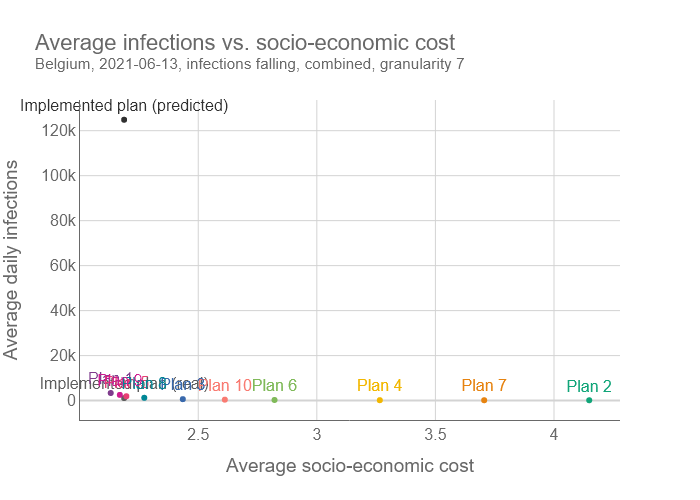 Average infections vs. socio-economic cost
Belgium, 2021-06-13, infections falling, combined, granularity 7
Implemented plan (predicted)
120k
100k
80k
60k
40k
20k
0
Average daily infections
Plan 6
Plan 4
Plan 7
Plan 2
2.5
3
3.5
4
Average socio-economic cost